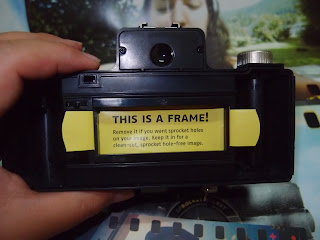 THIS IS A FRAME!
Remove it if you want sprocket holes
on your image. Keep it in for a
clean-cut, sprocket hole-free image.